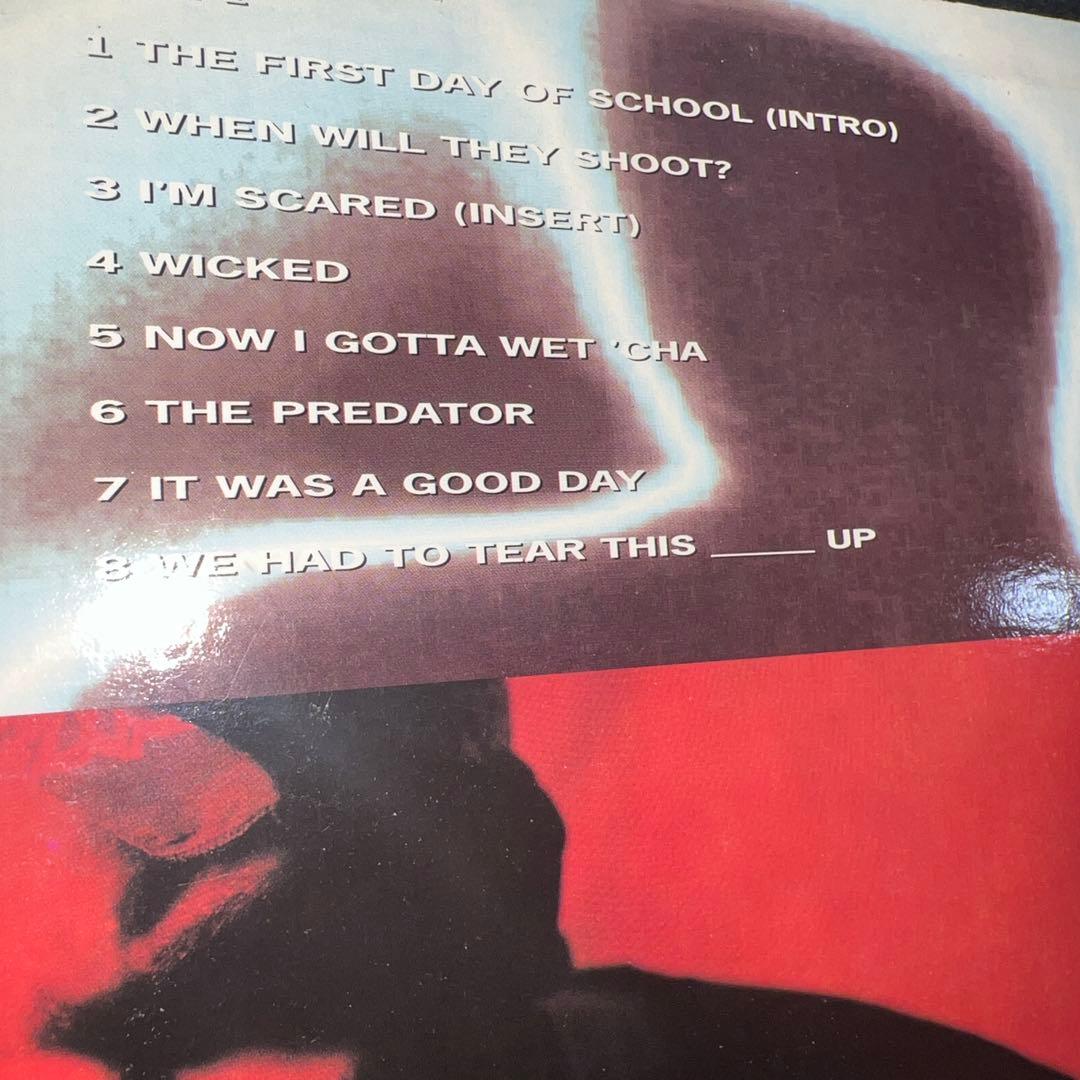 1 THE FIRST DAY OF SCHOOL (INTRO)
2 WHEN WILL THEY SHOOT?
3 I'M SCARED (INSERT)
4 WICKED
5 NOW I GOTTA WET 'CHA
6 THE PREDATOR
7 IT WAS A GOOD DAY
8 WE HAD TO TEAR THIS _____ UP